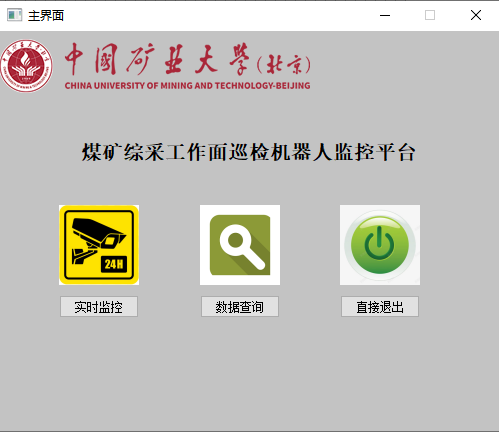 主界面
中国矿业大学(北京)
CHINA UNIVERSITY OF MINING AND TECHNOLOGY-BEIJING
煤矿综采工作面巡检机器人监控平台
24H
实时监控
数据查询
直接退出